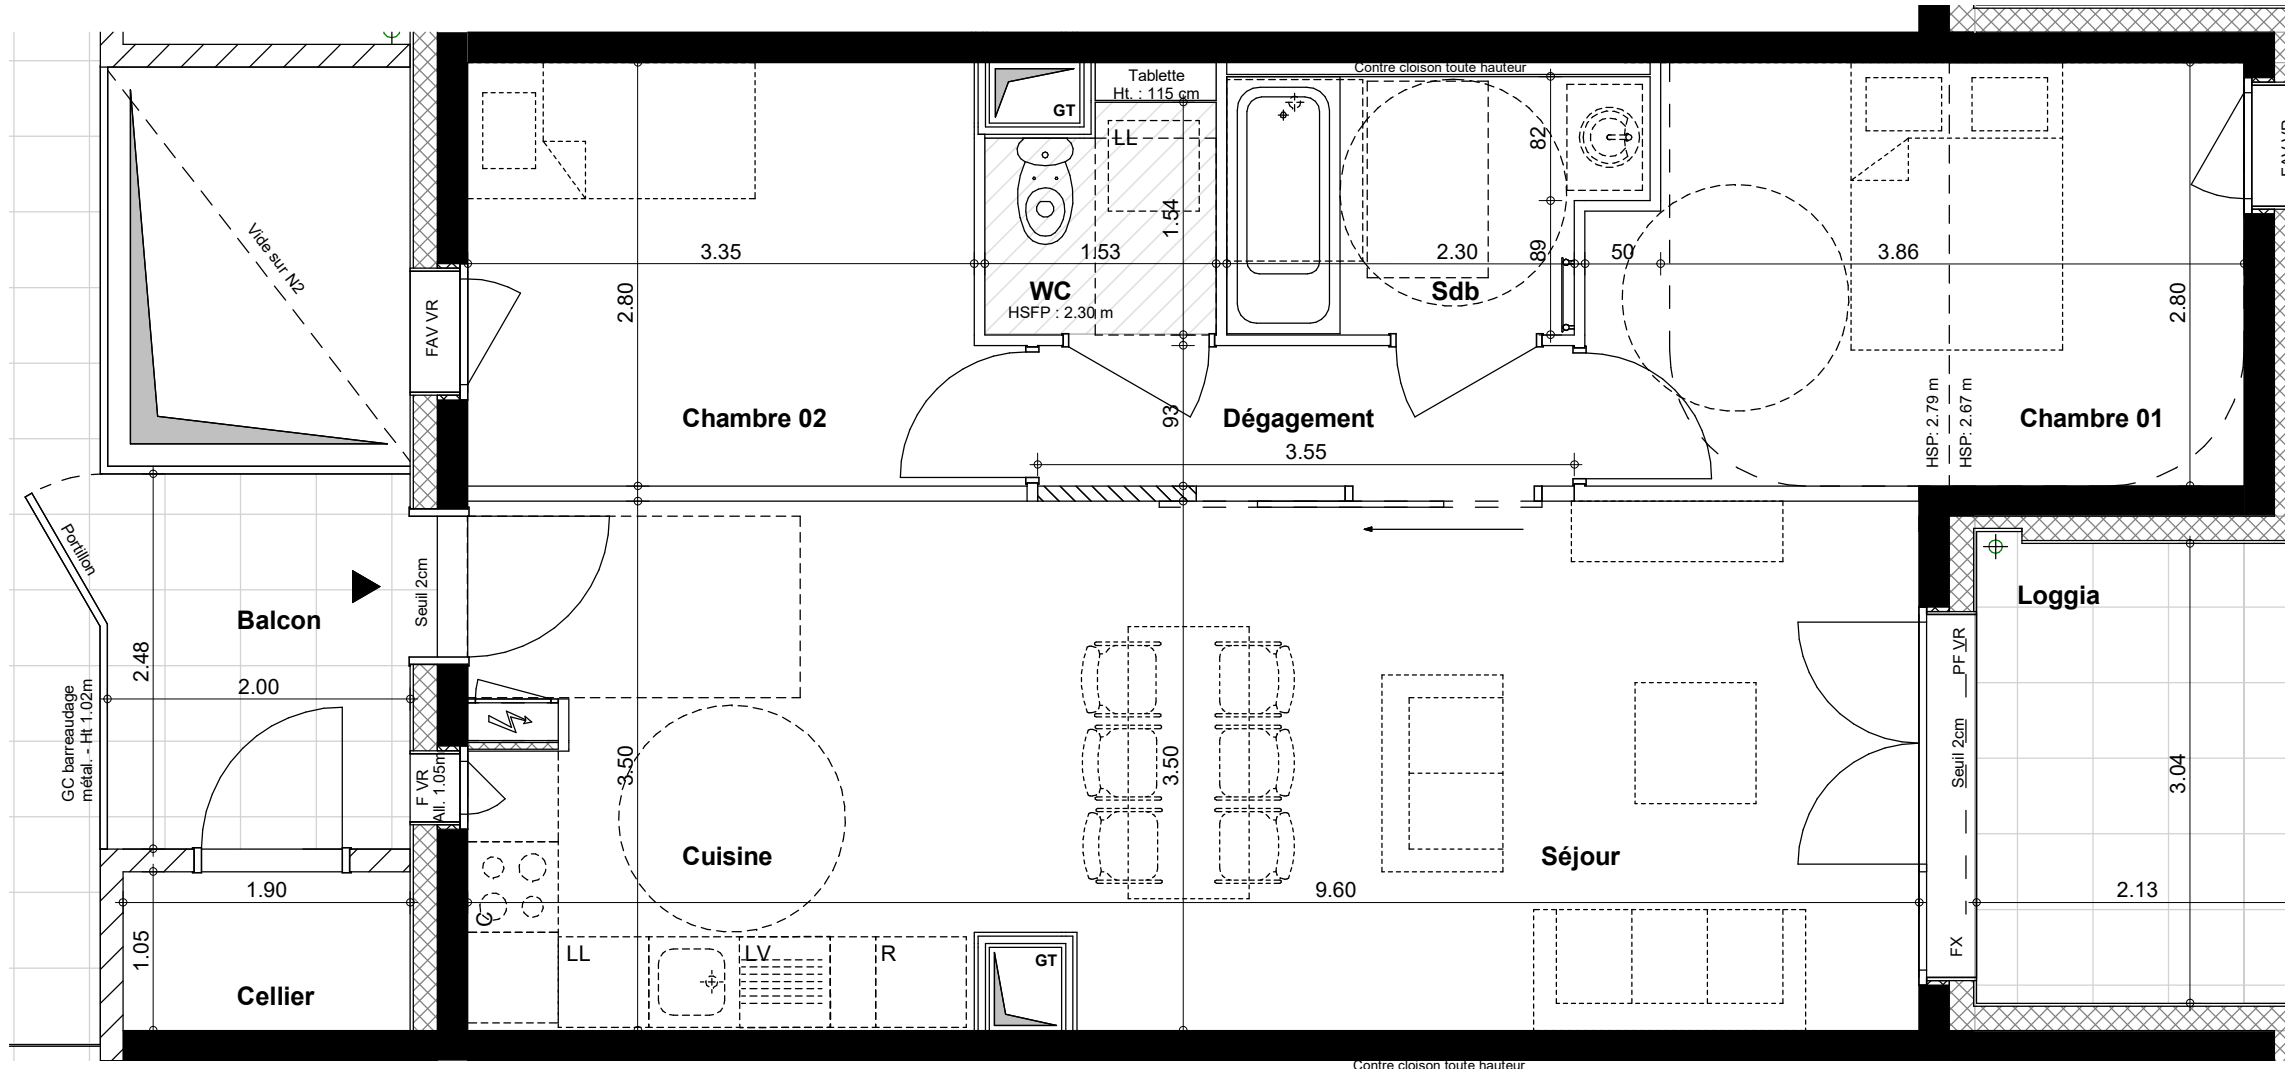 Contre cloison toute hauteur
Tablette
Ht. : 115 cm
GT
LL
82
1.54
89
3.35
1.53
2.30
50
3.86
Vide sur N2
WC
HSFP : 2.30 m
Sdb
2.80
2.80
FAV VR
FAV VR
HSP: 2.79 m
HSP: 2.67 m
Chambre 02
93
Dégagement
Chambre 01
3.55
Portillon
Seuil 2cm
Balcon
Loggia
2.48
2.00
GC barreaudage
métal. - Ht 1.02m
PF VR
Seuil 2cm
F VR
All. 1.05m
3.50
3.50
3.04
Cuisine
Séjour
1.90
9.60
2.13
C
1.05
LL
LV
R
GT
FX
Cellier
Contre cloison toute hauteur